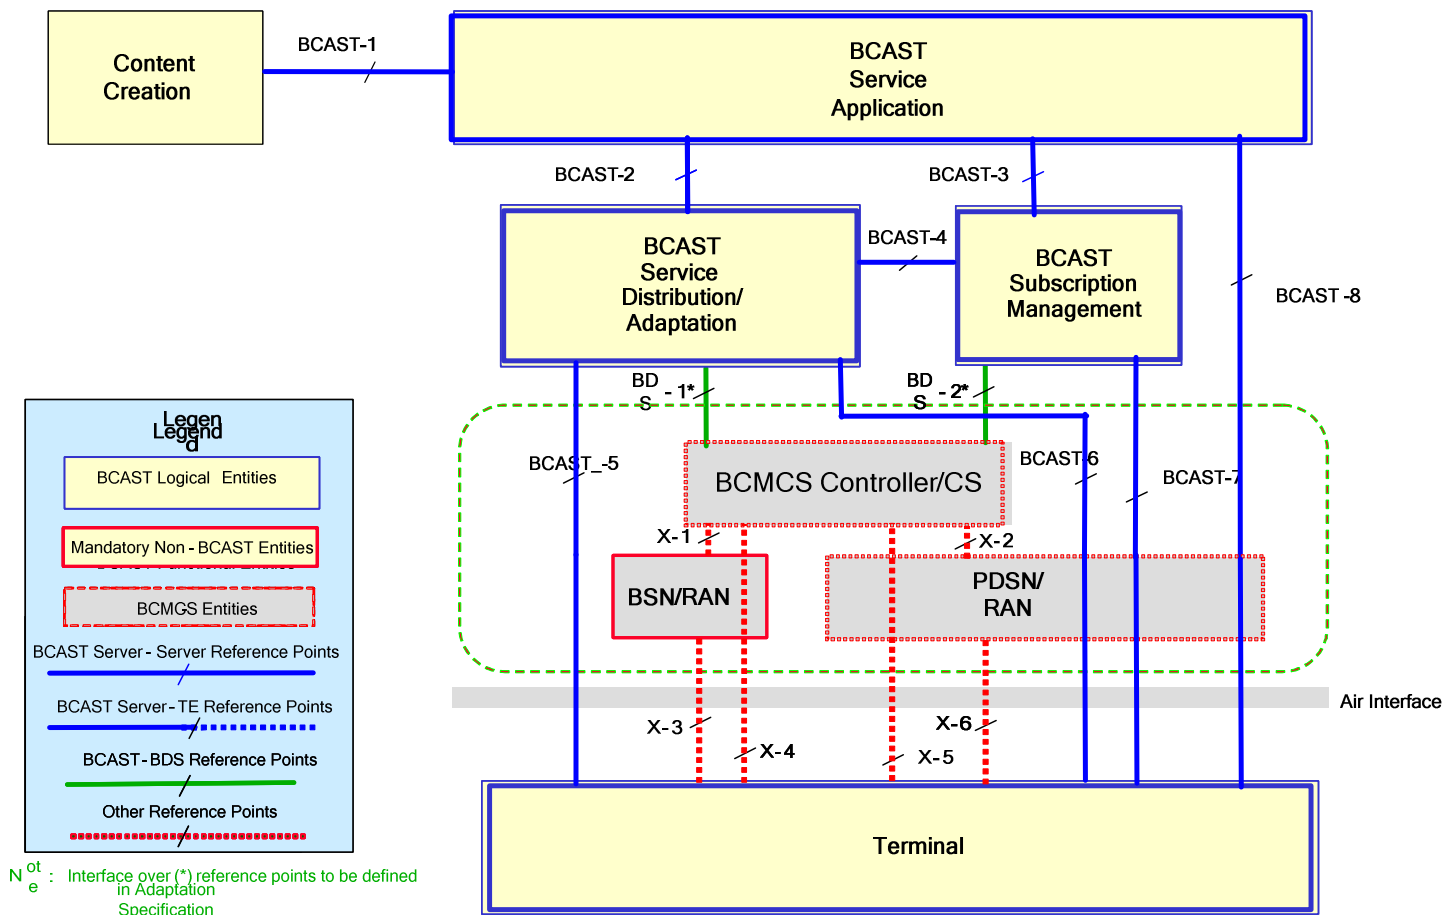 Content
Creation
BCAST-1
BCAST
Service
Application
BCAST-2
BCAST-3
BCAST
Service
Distribution/
Adaptation
BCAST-4
BCAST
Subscription
Management
BCAST -8
BD
S
- 1*
BD
S
- 2*
BCAST_-5
BCMCS Controller/CS
BCAST-6
BCAST-7
X-1
X-2
BSN/RAN
PDSN/
RAN
Air Interface
X-3
X-4
X-5
X-6
Terminal
Legen
d
Legend
BCAST Logical Entities
Mandatory Non - BCAST Entities
BCMCS Entities
BCAST Server - Server Reference Points
BCAST Server - TE Reference Points
BCAST - BDS Reference Points
Other Reference Points
N ot
e : Interface over (*) reference points to be defined
in Adaptation
Specification